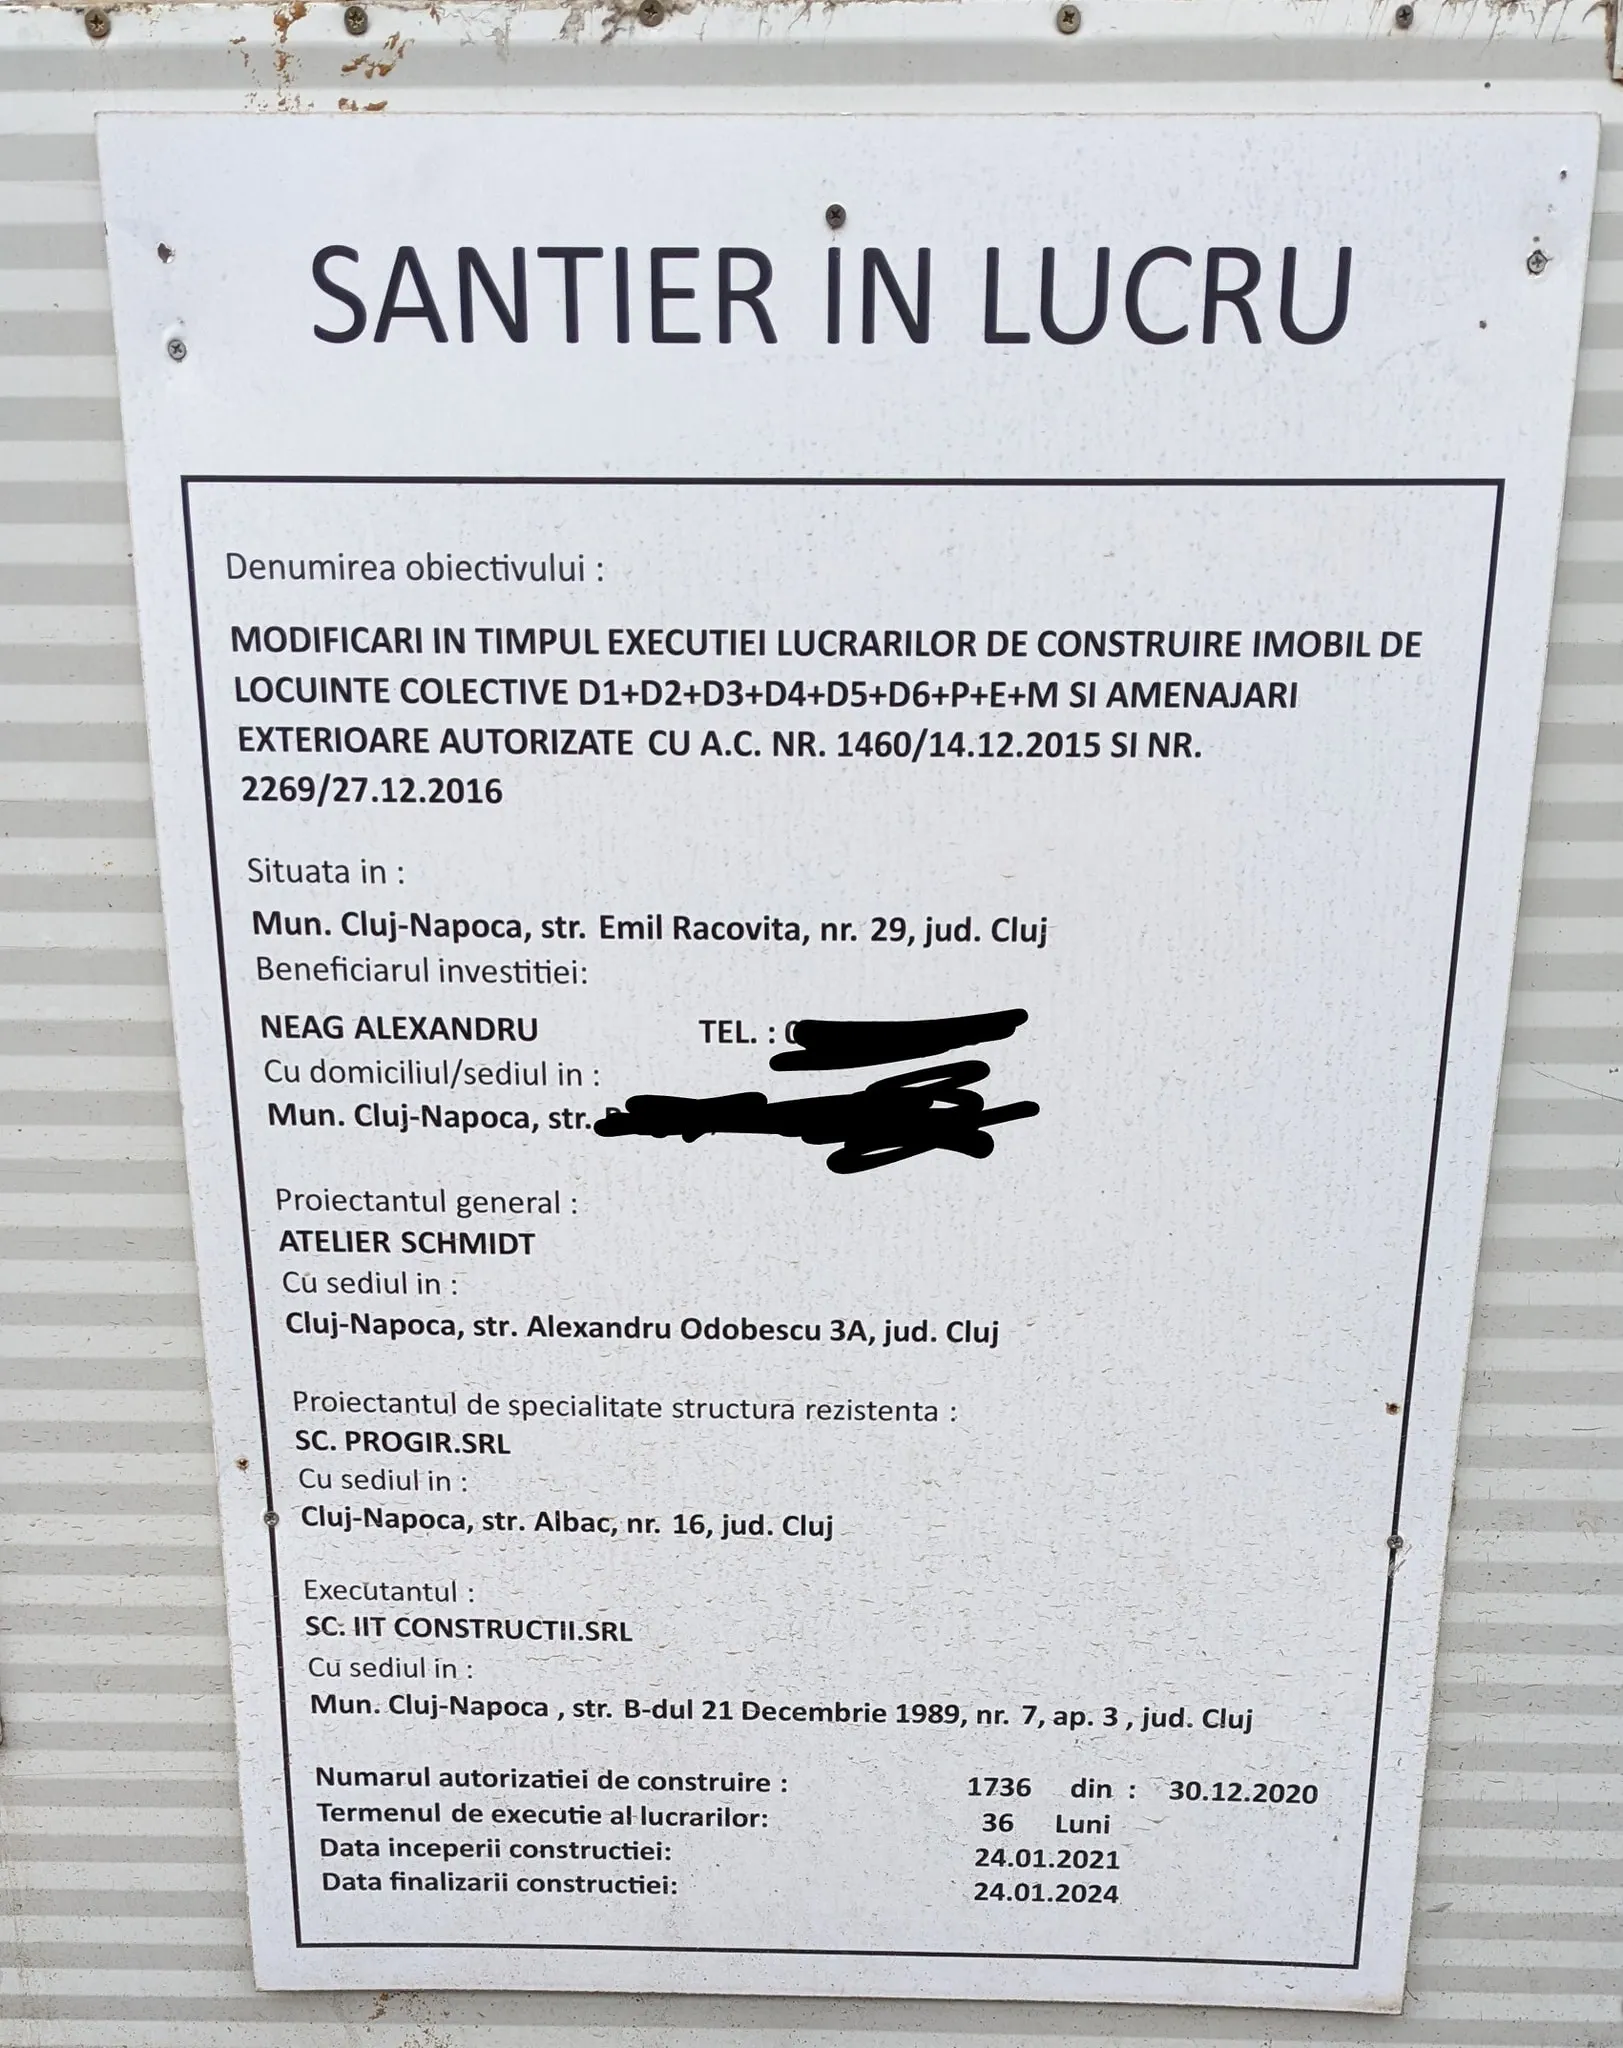 SANTIER IN LUCRU
Denumirea obiectivului :
MODIFICARI IN TIMPUL EXECUTIEI LUCRARILOR DE CONSTRUIRE IMOBIL DE
LOCUINTE COLECTIVE D1+D2+D3+D4+D5+D6+P+E+M SI AMENAJARI
EXTERIOARE AUTORIZATE CU A.C. NR. 1460/14.12.2015 SI NR.
2269/27.12.2016
Situata in :
Mun. Cluj-Napoca, str. Emil Racovita, nr. 29, jud. Cluj
Beneficiarul investitiei:
NEAG ALEXANDRU TEL. :
Cu domiciliul/sediul in :
Mun. Cluj-Napoca, str.
Proiectantul general :
ATELIER SCHMIDT
Cu sediul in :
Cluj-Napoca, str. Alexandru Odobescu 3A, jud. Cluj
Proiectantul de specialitate structura rezistenta :
SC. PROGIR.SRL
Cu sediul in :
Cluj-Napoca, str. Albac, nr. 16, jud. Cluj
Executantul :
SC. IIT CONSTRUCTII.SRL
Cu sediul in :
Mun. Cluj-Napoca , str. B-dul 21 Decembrie 1989, nr. 7, ap. 3 , jud. Cluj
Numarul autorizatiei de construire : 1736 din : 30.12.2020
Termenul de executie al lucrarilor: 36 Luni
Data inceperii constructiei: 24.01.2021
Data finalizarii constructiei: 24.01.2024